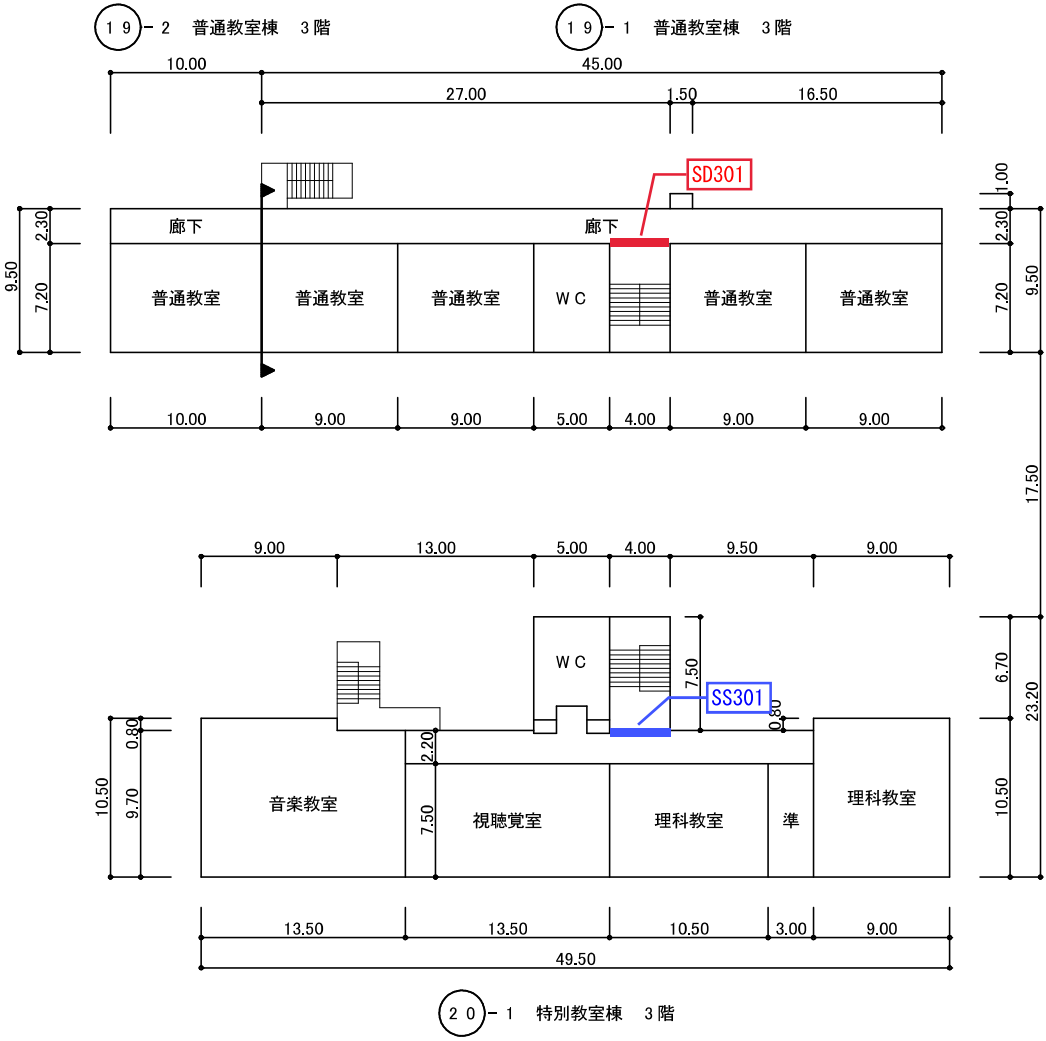 19-2 普通教室棟 3階
19-1 普通教室棟 3階
10.00
45.00
27.00
1.50
16.50
SD301
1.00
2.30
2.30
廊下
廊下
9.50
7.20
普通教室
普通教室
普通教室
WC
普通教室
普通教室
7.20
9.50
10.00
9.00
9.00
5.00
4.00
9.00
9.00
17.50
9.00
13.00
5.00
4.00
9.50
9.00
WC
7.50
6.70
SS301
0.80
0.80
23.20
2.20
10.50
9.70
音楽教室
7.50
視聴覚室
理科教室
準
理科教室
10.50
13.50
13.50
10.50
3.00
9.00
49.50
20-1 特別教室棟 3階